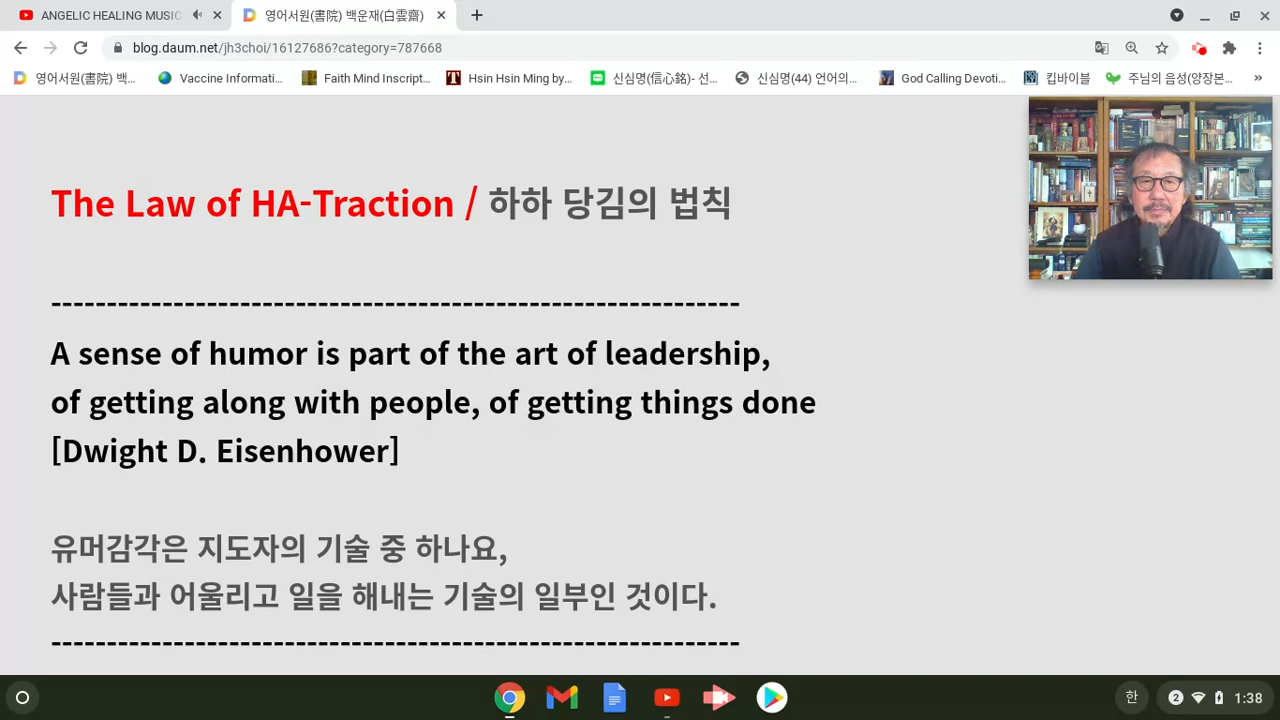 ANGELIC HEALING MUSIC
영어서원(書院) 백운재(白雲齋)
blog.daum.net/jh3choi/16127686?category=787668
영어서원(書院) 백...
Vaccine Informati...
Faith Mind Inscript...
Hsin Hsin Ming by...
신심명(信心銘)- 선...
신심명(44) 언어의...
God Calling Devoti...
킵바이블
주님의 음성(양장본...
The Law of HA-Traction / 하하 당김의 법칙
--------------------------------------------------------------
A sense of humor is part of the art of leadership,
of getting along with people, of getting things done
[Dwight D. Eisenhower]
유머감각은 지도자의 기술 중 하나요,
사람들과 어울리고 일을 해내는 기술의 일부인 것이다.
--------------------------------------------------------------
한
2
1:38